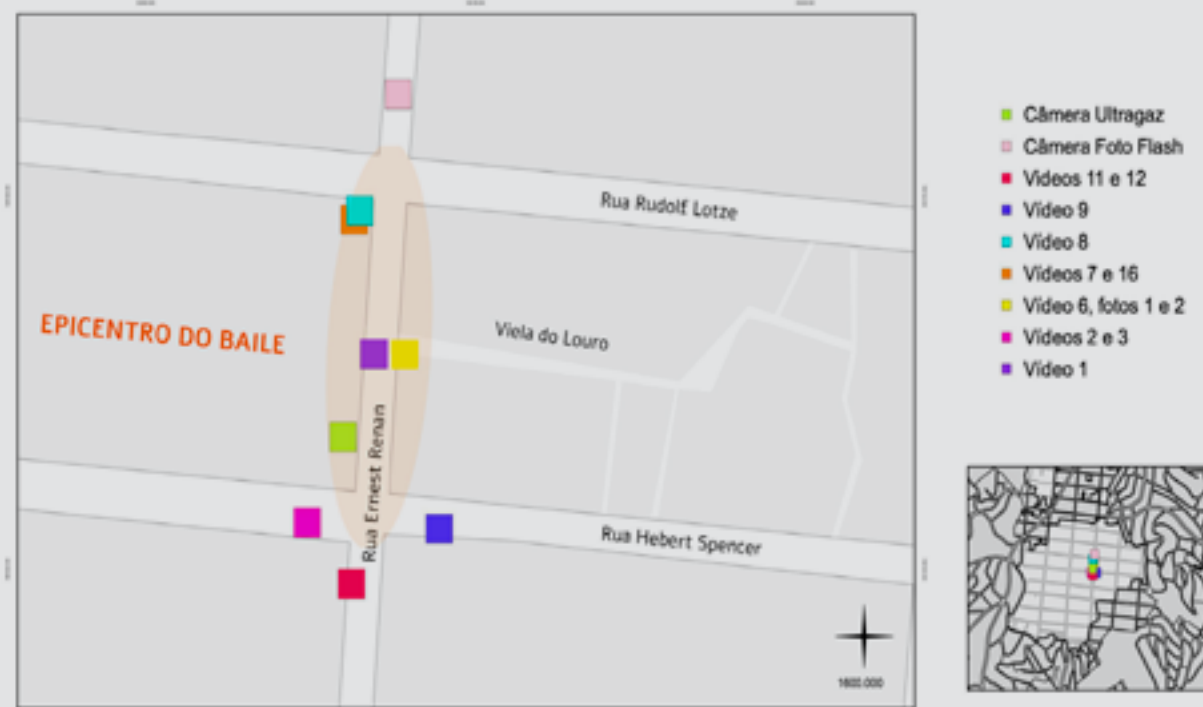 Rua Rudolf Lotze
EPICENTRO DO BAILE
Viela do Louro
Rua Ernest Renan
Rua Hebert Spencer
1600.000
Câmera Ultragaz
Câmera Foto Flash
Vídeos 11 e 12
Vídeo 9
Vídeo 8
Vídeos 7 e 16
Vídeo 6, fotos 1 e 2
Vídeos 2 e 3
Vídeo 1